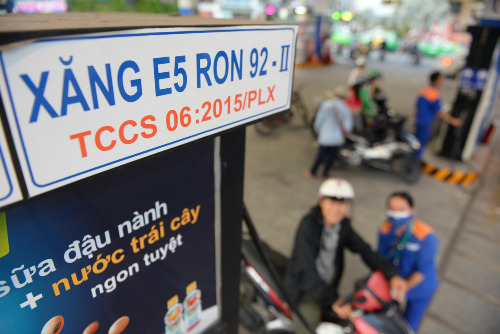 XĂNG E5 RON 92 - II
TCCS 06:2015/PLX
sữa đậu nành
+ nước trái cây
ngon tuyệt